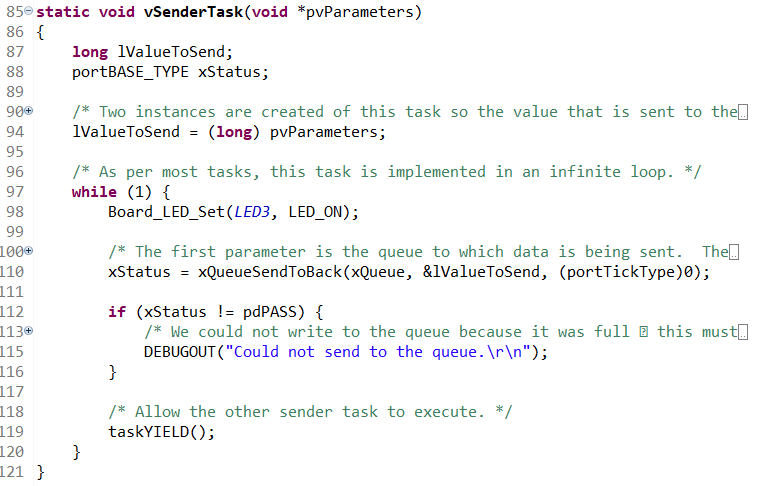 85 static void vSenderTask(void *pvParameters)
86 {
87     long lValueToSend;
88     portBASE_TYPE xStatus;
89
90     /* Two instances are created of this task so the value that is sent to the..
94     lValueToSend = (long) pvParameters;
95
96     /* As per most tasks, this task is implemented in an infinite loop. */
97     while (1) {
98         Board_LED_Set(LED3, LED_ON);
99
100         /* The first parameter is the queue to which data is being sent.  The..
110         xStatus = xQueueSendToBack(xQueue, &lValueToSend, (portTickType)0);
111
112         if (xStatus != pdPASS) {
113             /* We could not write to the queue because it was full � this must..
115             DEBUGOUT("Could not send to the queue.\r\n");
116         }
117
118         /* Allow the other sender task to execute. */
119         taskYIELD();
120     }
121 }